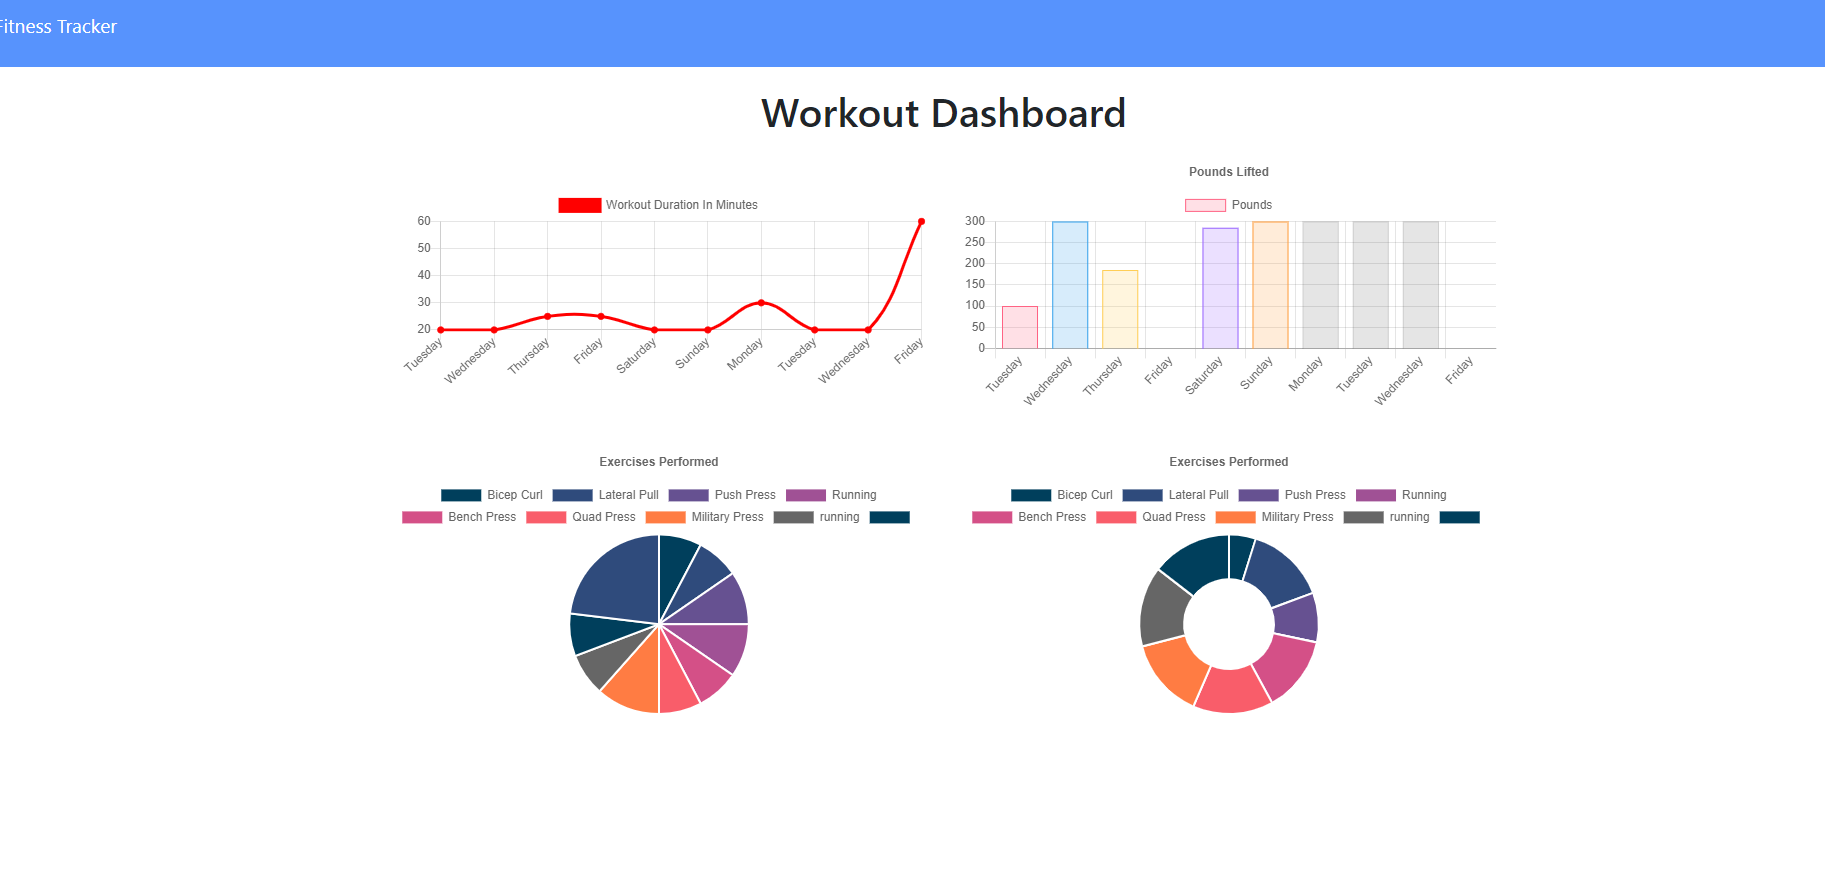 Fitness Tracker
Workout Dashboard
Workout Duration In Minutes
60
50
40
30
20
Tuesday Wednesday Thursday Friday Saturday Sunday Monday Tuesday Wednesday Friday
Pounds Lifted
Pounds
300
250
200
150
100
50
0
Tuesday Wednesday Thursday Friday Saturday Sunday Monday Tuesday Wednesday Friday
Exercises Performed
Bicep Curl Lateral Pull Push Press Running
Bench Press Quad Press Military Press running
Exercises Performed
Bicep Curl Lateral Pull Push Press Running
Bench Press Quad Press Military Press running